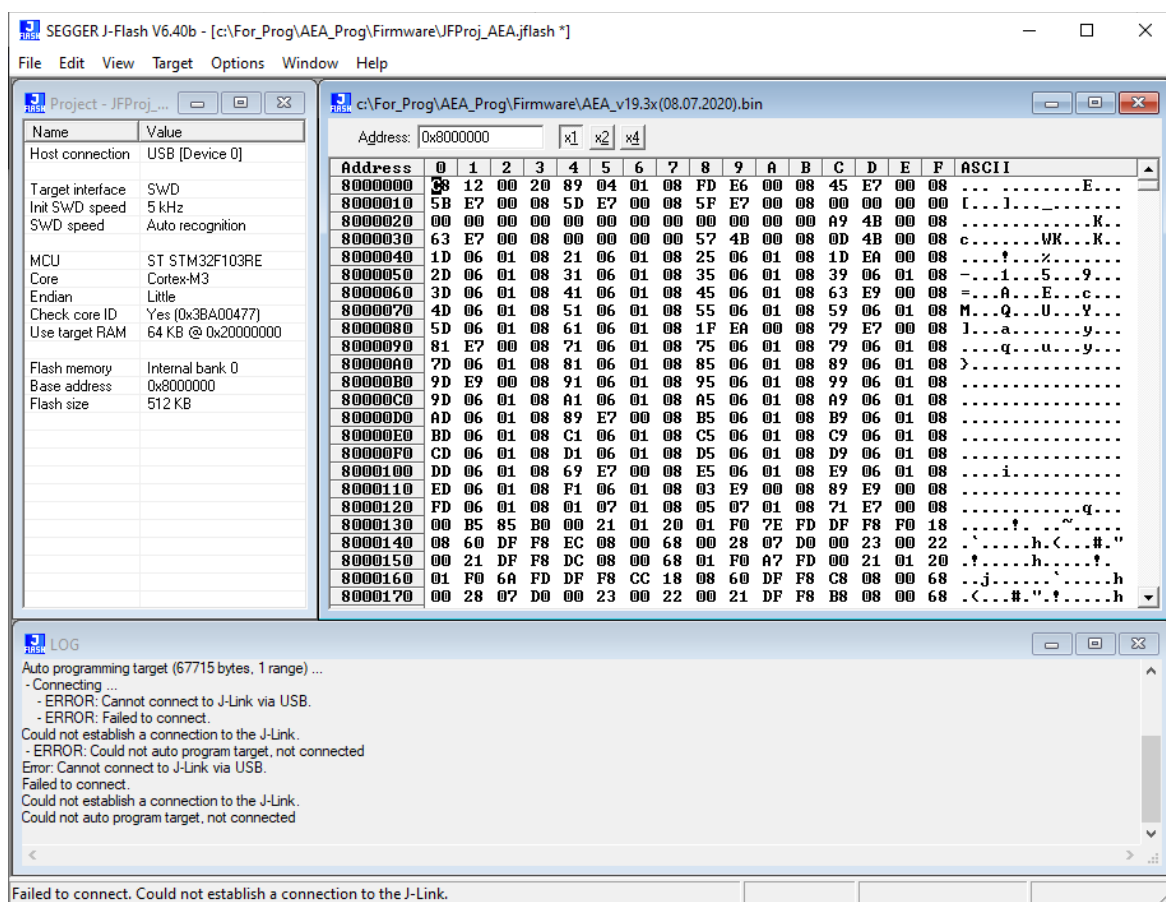 SEGGER J-Flash V6.40b - [c:\For_Prog\AEA_Prog\Firmware\JFProj_AEA.jflash *]
File Edit View Target Options Window Help
Project - JFProj_...
Name Value
Host connection USB [Device 0]
Target interface SWD
Init SWD speed 5 kHz
SWD speed Auto recognition
MCU ST STM32F103RE
Core Cortex-M3
Endian Little
Check core ID Yes (0x3BA00477)
Use target RAM 64 KB @ 0x20000000
Flash memory Internal bank 0
Base address 0x8000000
Flash size 512 KB
c:\For_Prog\AEA_Prog\Firmware\AEA_v19.3x(08.07.2020).bin
Address: 0x8000000 x1 x2 x4
Address 0 1 2 3 4 5 6 7 8 9 A B C D E F ASCII
8000000 C8 12 00 20 89 04 01 08 FD E6 00 08 45 E7 00 08 ... ........E...
8000010 5B E7 00 08 5D E7 00 08 5F E7 00 08 00 00 00 00 [...]..._.......
8000020 00 00 00 00 00 00 00 00 00 00 00 00 A9 4B 00 08 .............K..
8000030 63 E7 00 08 00 00 00 00 57 4B 00 08 0D 4B 00 08 c.......WK...K..
8000040 1D 06 01 08 21 06 01 08 25 06 01 08 1D EA 00 08 ....!...%.......
8000050 2D 06 01 08 31 06 01 08 35 06 01 08 39 06 01 08 -...1...5...9...
8000060 3D 06 01 08 41 06 01 08 45 06 01 08 63 E9 00 08 =...A...E...c...
8000070 4D 06 01 08 51 06 01 08 55 06 01 08 59 06 01 08 M...Q...U...Y...
8000080 5D 06 01 08 61 06 01 08 1F EA 00 08 79 E7 00 08 ]...a.......y...
8000090 81 E7 00 08 71 06 01 08 75 06 01 08 79 06 01 08 ....q...u...y...
80000A0 7D 06 01 08 81 06 01 08 85 06 01 08 89 06 01 08 }...............
80000B0 9D E9 00 08 91 06 01 08 95 06 01 08 99 06 01 08 ................
80000C0 9D 06 01 08 A1 06 01 08 A5 06 01 08 A9 06 01 08 ................
80000D0 AD 06 01 08 89 E7 00 08 B5 06 01 08 B9 06 01 08 ................
80000E0 BD 06 01 08 C1 06 01 08 C5 06 01 08 C9 06 01 08 ................
80000F0 CD 06 01 08 D1 06 01 08 D5 06 01 08 D9 06 01 08 ................
8000100 DD 06 01 08 69 E7 00 08 E5 06 01 08 E9 06 01 08 ....i...........
8000110 ED 06 01 08 F1 06 01 08 03 E9 00 08 89 E9 00 08 ................
8000120 FD 06 01 08 01 07 01 08 05 07 01 08 71 E7 00 08 ............q...
8000130 00 B5 85 B0 00 21 01 20 01 F0 7E FD DF F8 F0 18 .....!. ..~.....
8000140 08 60 DF F8 EC 08 00 68 00 28 07 D0 00 23 00 22 .`.....h.(...#."
8000150 00 21 DF F8 DC 08 00 68 01 F0 A7 FD 00 21 01 20 .!.....h.....!. 
8000160 01 F0 6A FD DF F8 CC 18 08 60 DF F8 C8 08 00 68 ..j......`.....h
8000170 00 28 07 D0 00 23 00 22 00 21 DF F8 B8 08 00 68 .(...#.".!.....h
LOG
Auto programming target (67715 bytes, 1 range) ...
- Connecting ...
- ERROR: Cannot connect to J-Link via USB.
- ERROR: Failed to connect.
Could not establish a connection to the J-Link.
- ERROR: Could not auto program target, not connected
Error: Cannot connect to J-Link via USB.
Failed to connect.
Could not establish a connection to the J-Link.
Could not auto program target, not connected
Failed to connect. Could not establish a connection to the J-Link.